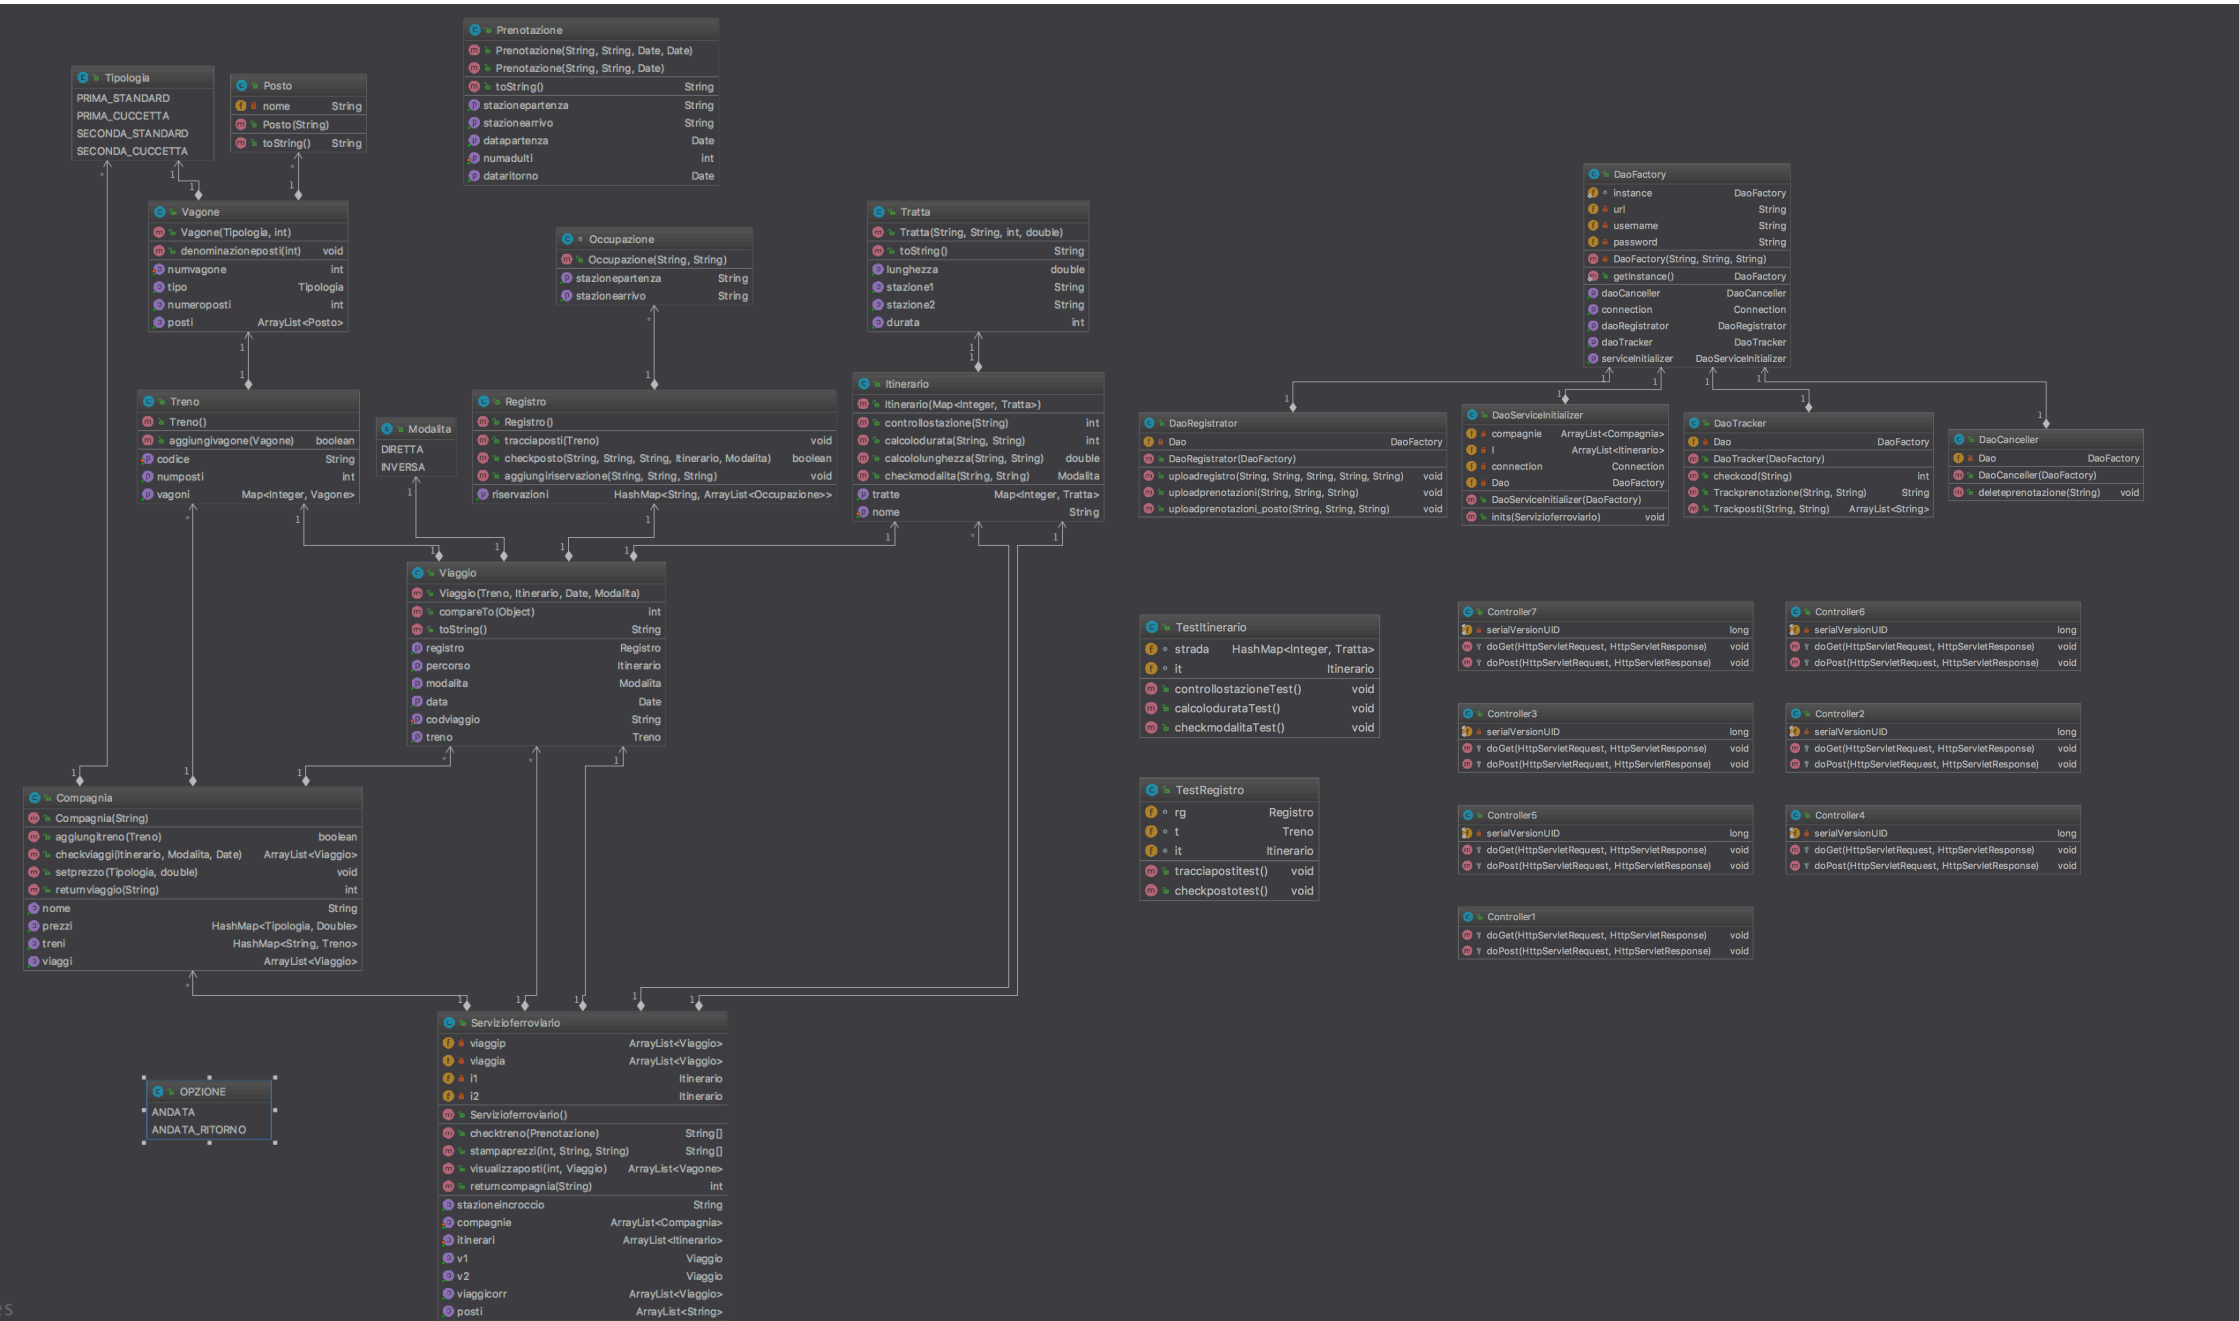 Prenotazione
Prenotazione(String, String, Date, Date)
Prenotazione(String, String, Date)
toString() String
stazionepartenza String
stazionearrivo String
datapartenza Date
numadulti int
dataritorno Date
Tipologia
PRIMA_STANDARD
PRIMA_CUCCETTA
SECONDA_STANDARD
SECONDA_CUCCETTA
Posto
nome String
Posto(String)
toString() String
Vagone
Vagone(Tipologia, int)
denominazioneposti(int) void
numvagone int
tipo Tipologia
numeroposti int
posti ArrayList<Posto>
Occupazione
Occupazione(String, String)
stazionepartenza String
stazionearrivo String
Tratta
Tratta(String, String, int, double)
toString() String
lunghezza double
stazione1 String
stazione2 String
durata int
DaoFactory
instance DaoFactory
url String
username String
password String
DaoFactory(String, String, String)
getInstance() DaoFactory
daoCanceller DaoCanceller
connection Connection
daoRegistrator DaoRegistrator
daoTracker DaoTracker
serviceInitializer DaoServiceInitializer
Treno
Treno()
aggiungivagone(Vagone) boolean
codice String
numposti int
vagoni Map<Integer, Vagone>
Modalita
DIRETTA
INVERSA
Registro
Registro()
tracciaposti(Treno) void
checkposto(String, String, String, Itinerario, Modalita) boolean
aggiungiriservazione(String, String, String) void
riservazioni HashMap<String, ArrayList<Occupazione>>
Itinerario
Itinerario(Map<Integer, Tratta>)
controllostazione(String) int
calcolodurata(String, String) int
calcololunghezza(String, String) double
checkmodalita(String, String) Modalita
tratte Map<Integer, Tratta>
nome String
DaoRegistrator
Dao DaoFactory
DaoRegistrator(DaoFactory)
uploadregistro(String, String, String, String, String) void
uploadprenotazioni(String, String, String) void
uploadprenotazioni_posto(String, String, String) void
DaoServiceInitializer
compagnie ArrayList<Compagnia>
I ArrayList<Itinerario>
connection Connection
Dao DaoFactory
DaoServiceInitializer(DaoFactory)
inits(Servizioferroviario) void
DaoTracker
Dao DaoFactory
DaoTracker(DaoFactory)
checkcod(String) int
Trackprenotazione(String, String) String
Trackposti(String, String) ArrayList<String>
DaoCanceller
Dao DaoFactory
DaoCanceller(DaoFactory)
deleteprenotazione(String) void
Viaggio
Viaggio(Treno, Itinerario, Date, Modalita)
compareTo(Object) int
toString() String
registro Registro
percorso Itinerario
modalita Modalita
data Date
codviaggio String
treno Treno
TestItinerario
strada HashMap<Integer, Tratta>
it Itinerario
controllostazioneTest() void
calcolodurataTest() void
checkmodalitaTest() void
TestRegistro
rg Registro
t Treno
it Itinerario
tracciapostitest() void
checkpostotest() void
Controller7
serialVersionUID long
doGet(HttpServletRequest, HttpServletResponse) void
doPost(HttpServletRequest, HttpServletResponse) void
Controller6
serialVersionUID long
doGet(HttpServletRequest, HttpServletResponse) void
doPost(HttpServletRequest, HttpServletResponse) void
Controller3
serialVersionUID long
doGet(HttpServletRequest, HttpServletResponse) void
doPost(HttpServletRequest, HttpServletResponse) void
Controller2
serialVersionUID long
doGet(HttpServletRequest, HttpServletResponse) void
doPost(HttpServletRequest, HttpServletResponse) void
Controller5
serialVersionUID long
doGet(HttpServletRequest, HttpServletResponse) void
doPost(HttpServletRequest, HttpServletResponse) void
Controller4
serialVersionUID long
doGet(HttpServletRequest, HttpServletResponse) void
doPost(HttpServletRequest, HttpServletResponse) void
Controller1
doGet(HttpServletRequest, HttpServletResponse) void
doPost(HttpServletRequest, HttpServletResponse) void
Compagnia
Compagnia(String)
aggiungitreno(Treno) boolean
checkviaggi(Itinerario, Modalita, Date) ArrayList<Viaggio>
setprezzo(Tipologia, double) void
returnviaggio(String) int
nome String
prezzi HashMap<Tipologia, Double>
treni HashMap<String, Treno>
viaggi ArrayList<Viaggio>
Servizioferroviario
viaggip ArrayList<Viaggio>
viaggia ArrayList<Viaggio>
i1 Itinerario
i2 Itinerario
Servizioferroviario()
checktreno(Prenotazione) String[]
stampaprezzi(int, String, String) String[]
visualizzaposti(int, Viaggio) ArrayList<Vagone>
returncompagnia(String) int
stazioneincroccio String
compagnie ArrayList<Compagnia>
itinerari ArrayList<Itinerario>
v1 Viaggio
v2 Viaggio
viaggicorr ArrayList<Viaggio>
posti ArrayList<String>
OPZIONE
ANDATA
ANDATA_RITORNO